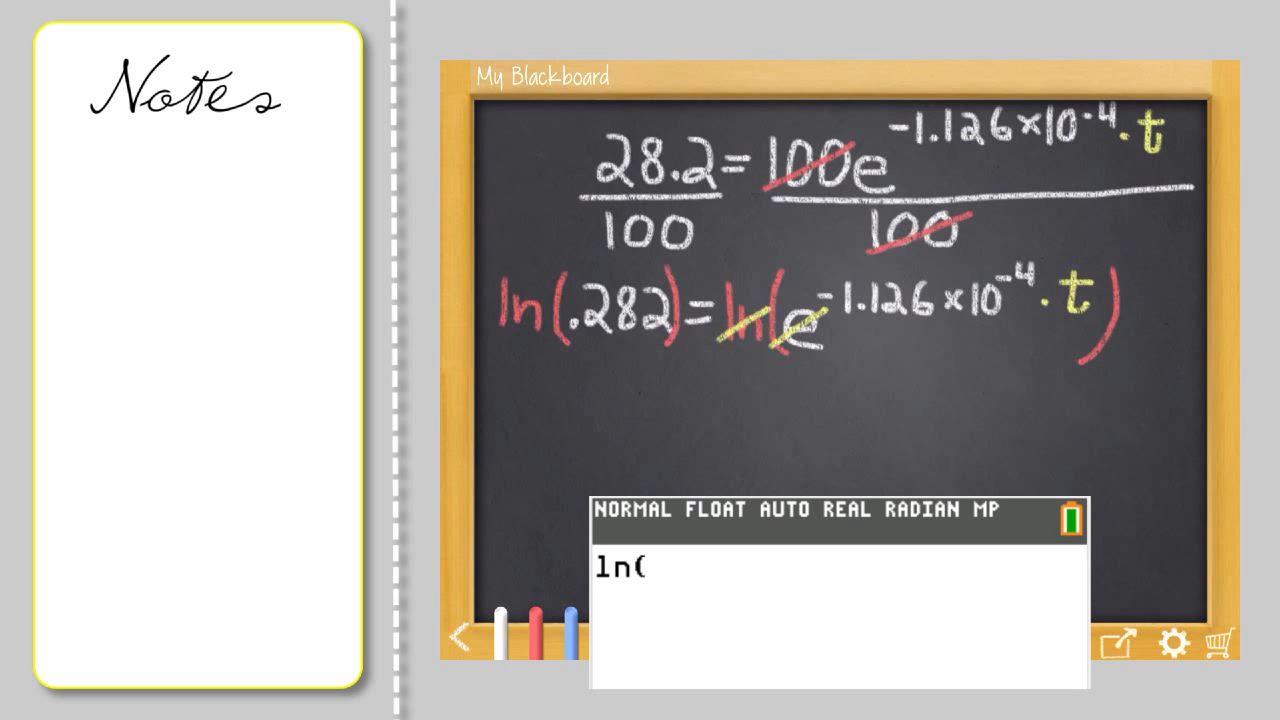 Notes
My Blackboard
28.2 = 100e^-1.126×10^-4 · t
100 100
ln(.282) = ln(e^-1.126×10^-4 · t)
NORMAL FLOAT AUTO REAL RADIAN MP
ln(